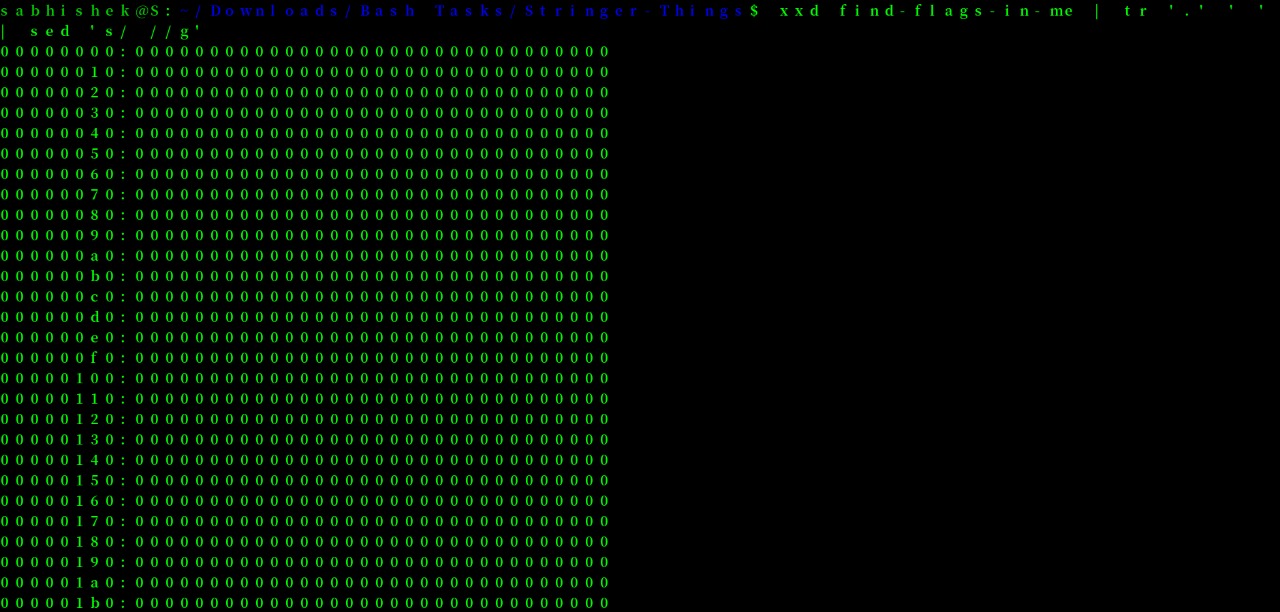 sabhishek@S:~/Downloads/Bash Tasks/Stringer-Things$ xxd find-flags-in-me | tr '.' ' '
| sed 's/ //g'
00000000:00000000000000000000000000000000
00000010:00000000000000000000000000000000
00000020:00000000000000000000000000000000
00000030:00000000000000000000000000000000
00000040:00000000000000000000000000000000
00000050:00000000000000000000000000000000
00000060:00000000000000000000000000000000
00000070:00000000000000000000000000000000
00000080:00000000000000000000000000000000
00000090:00000000000000000000000000000000
000000a0:00000000000000000000000000000000
000000b0:00000000000000000000000000000000
000000c0:00000000000000000000000000000000
000000d0:00000000000000000000000000000000
000000e0:00000000000000000000000000000000
000000f0:00000000000000000000000000000000
00000100:00000000000000000000000000000000
00000110:00000000000000000000000000000000
00000120:00000000000000000000000000000000
00000130:00000000000000000000000000000000
00000140:00000000000000000000000000000000
00000150:00000000000000000000000000000000
00000160:00000000000000000000000000000000
00000170:00000000000000000000000000000000
00000180:00000000000000000000000000000000
00000190:00000000000000000000000000000000
000001a0:00000000000000000000000000000000
000001b0:00000000000000000000000000000000